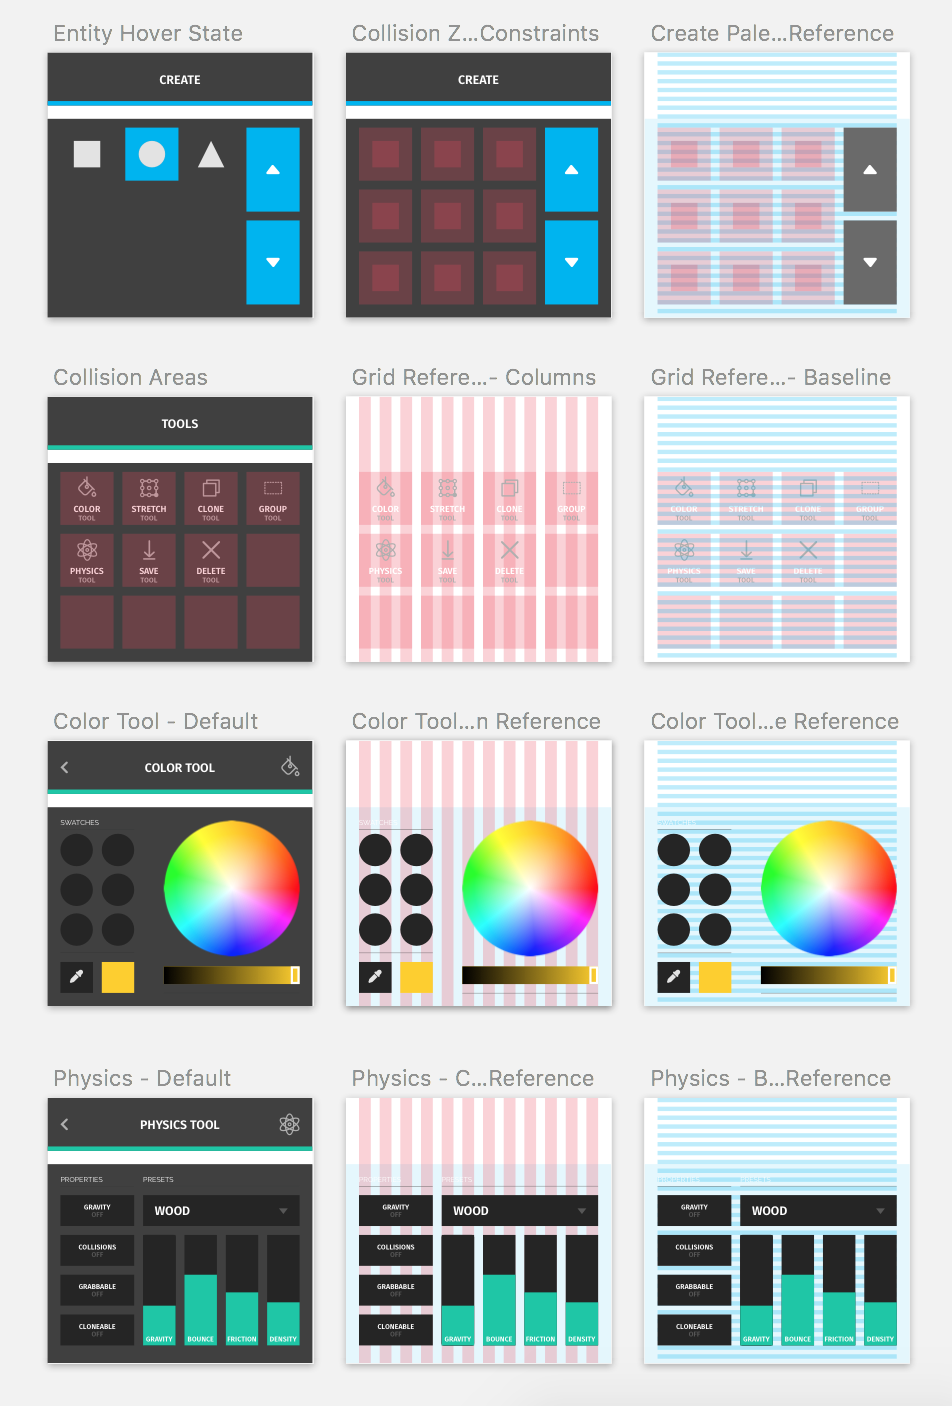 Entity Hover State
Collision Z...Constraints
Create Pale...Reference
CREATE
CREATE
Collision Areas
Grid Refere...- Columns
Grid Refere...- Baseline
TOOLS
COLOR
TOOL
STRETCH
TOOL
CLONE
TOOL
GROUP
TOOL
PHYSICS
TOOL
SAVE
TOOL
DELETE
TOOL
COLOR
TOOL
STRETCH
TOOL
CLONE
TOOL
GROUP
TOOL
PHYSICS
TOOL
SAVE
TOOL
DELETE
TOOL
COLOR
TOOL
STRETCH
TOOL
CLONE
TOOL
GROUP
TOOL
PHYSICS
TOOL
SAVE
TOOL
DELETE
TOOL
Color Tool - Default
Color Tool...n Reference
Color Tool...e Reference
COLOR TOOL
SWATCHES
SWATCHES
SWATCHES
Physics - Default
Physics - C...Reference
Physics - B...Reference
PHYSICS TOOL
PROPERTIES
PRESETS
GRAVITY
OFF
WOOD
COLLISIONS
OFF
GRABBABLE
OFF
CLONEABLE
OFF
GRAVITY
BOUNCE
FRICTION
DENSITY
PROPERTIES
PRESETS
GRAVITY
OFF
WOOD
COLLISIONS
OFF
GRABBABLE
OFF
CLONEABLE
OFF
GRAVITY
BOUNCE
FRICTION
DENSITY
PROPERTIES
PRESETS
GRAVITY
OFF
WOOD
COLLISIONS
OFF
GRABBABLE
OFF
CLONEABLE
OFF
GRAVITY
BOUNCE
FRICTION
DENSITY